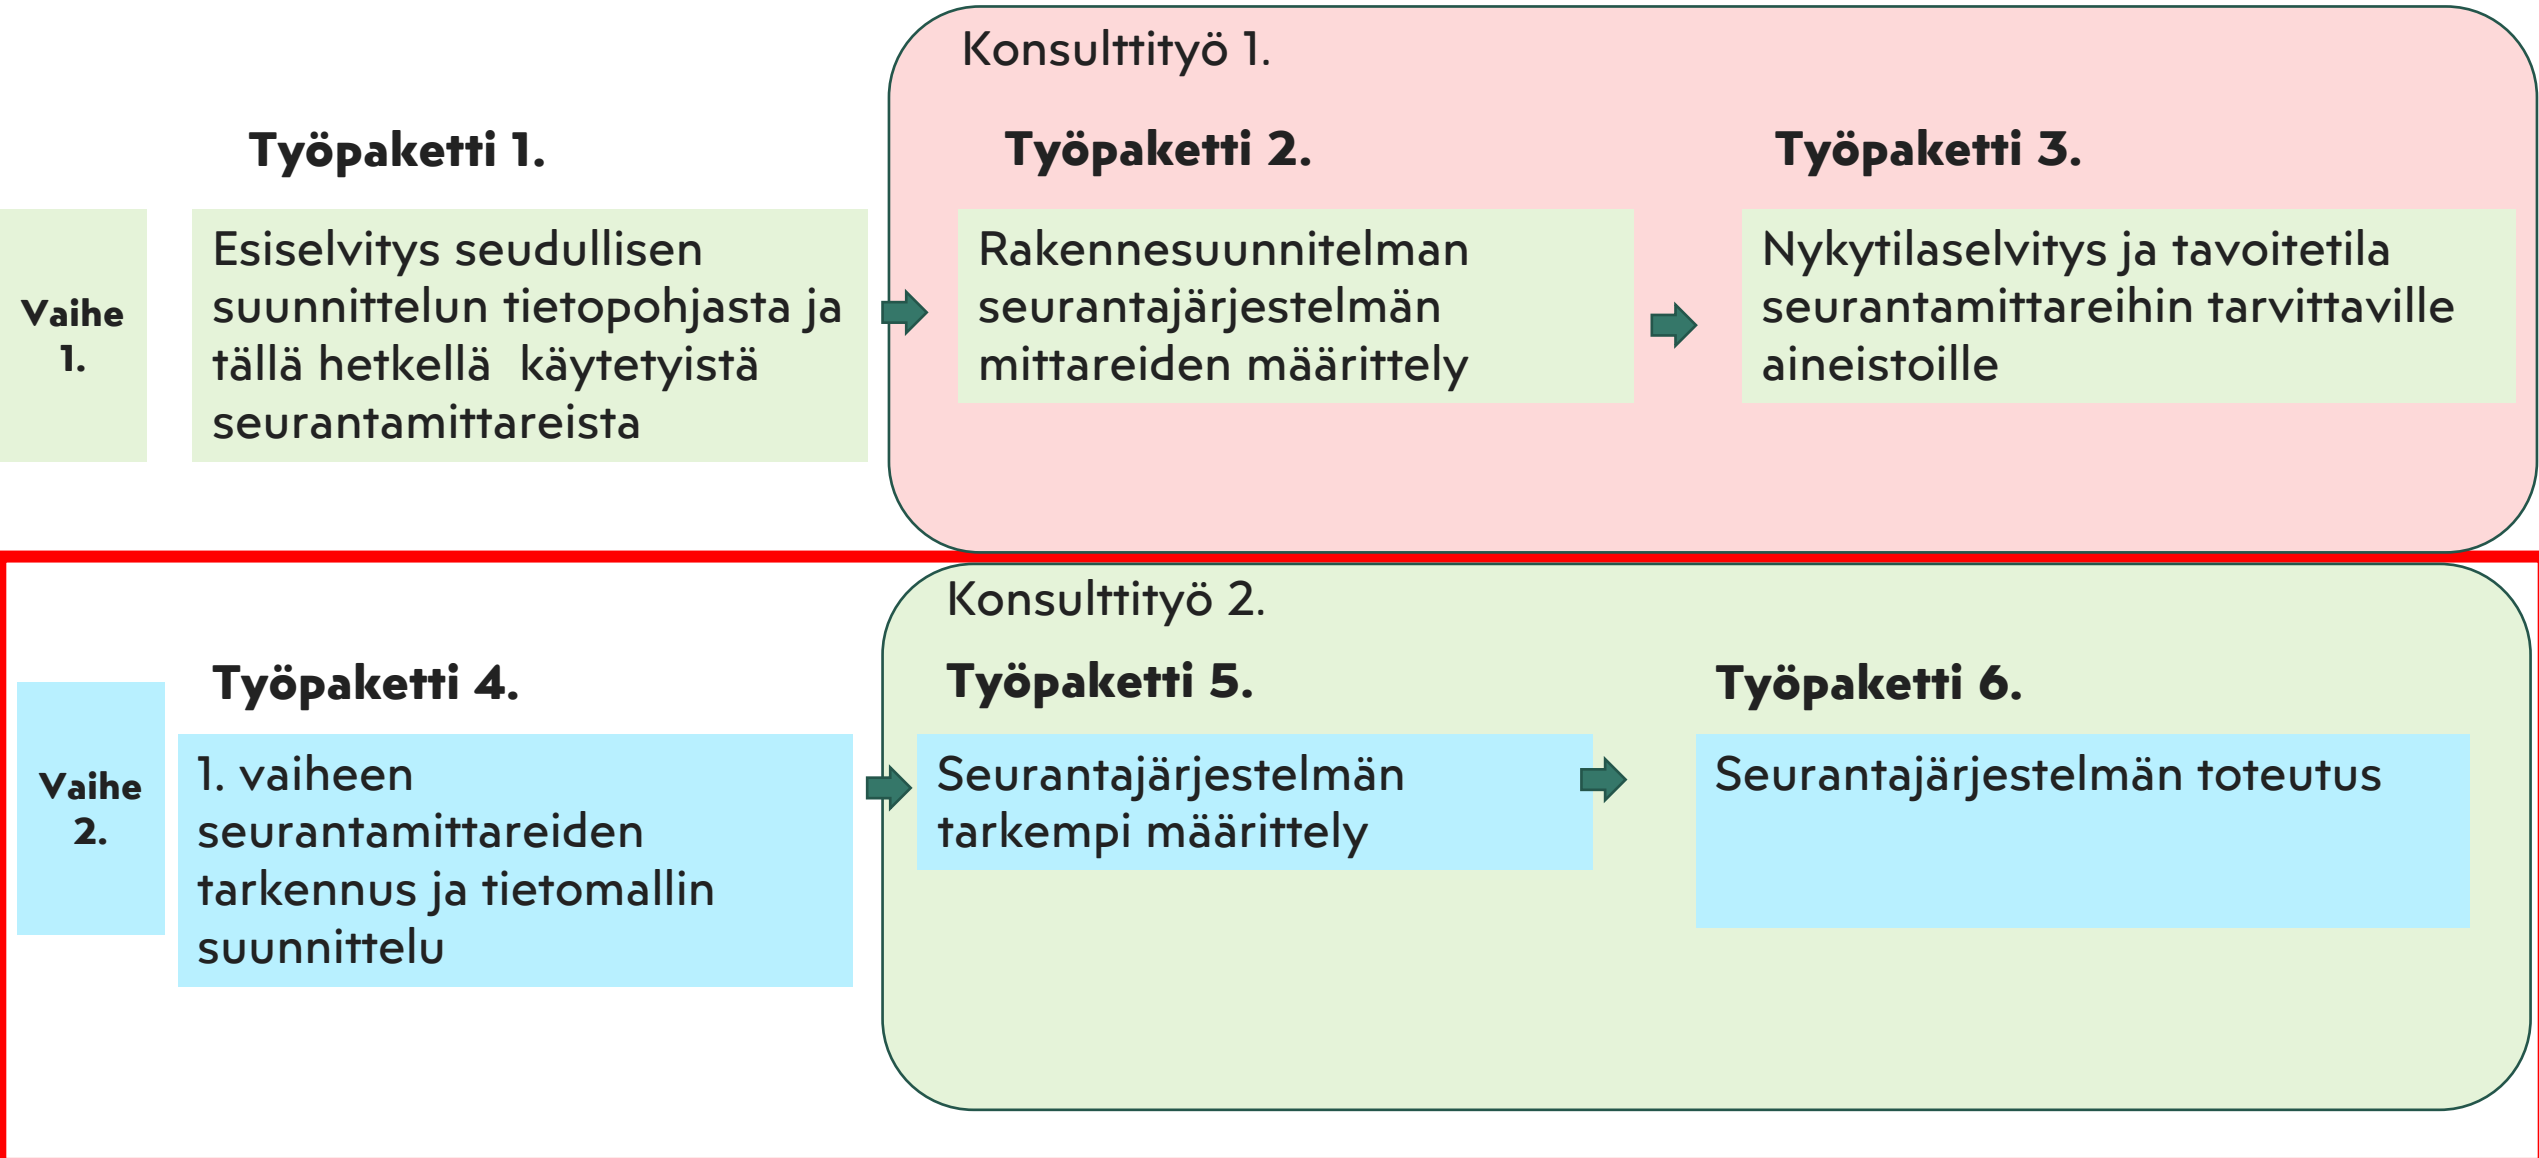 Konsulttityö 1.
Työpaketti 1.
Työpaketti 2.
Työpaketti 3.
Vaihe
1.
Esiselvitys seudullisen
suunnittelun tietopohjasta ja
tällä hetkellä  käytetyistä
seurantamittareista
Rakennesuunnitelman
seurantajärjestelmän
mittareiden määrittely
Nykytilaselvitys ja tavoitetila
seurantamittareihin tarvittaville
aineistoille
Konsulttityö 2.
Työpaketti 4.
Työpaketti 5.
Työpaketti 6.
Vaihe
2.
1. vaiheen
seurantamittareiden
tarkennus ja tietomallin
suunnittelu
Seurantajärjestelmän
tarkempi määrittely
Seurantajärjestelmän toteutus